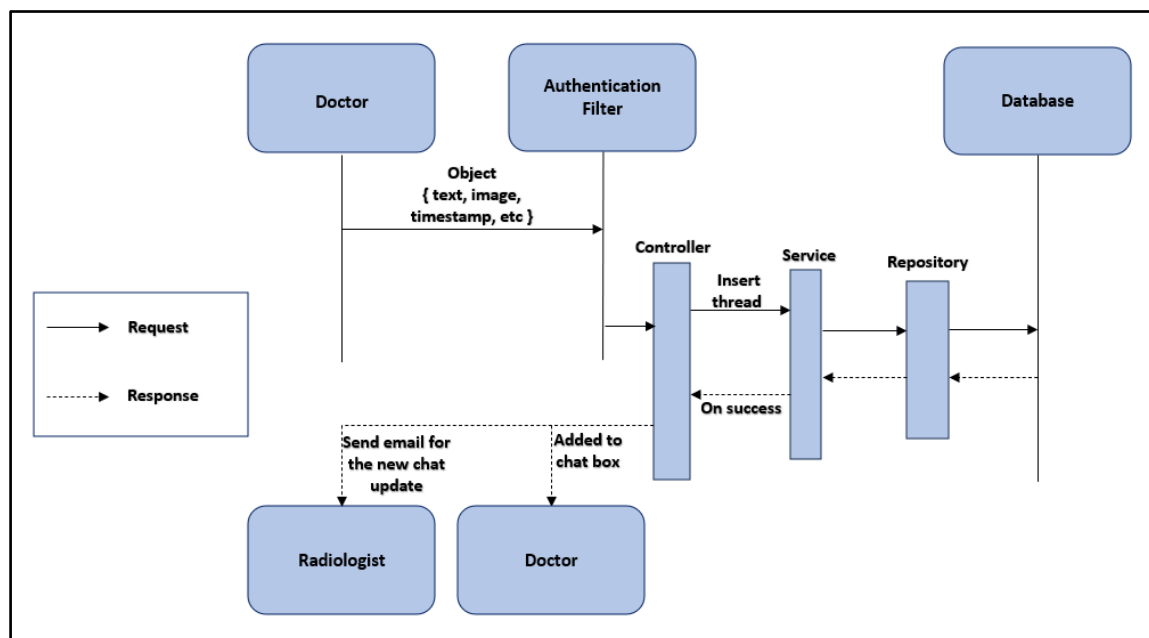 Doctor
Authentication
Filter
Database
Object
{ text, image,
timestamp, etc }
Controller
Service
Repository
Insert
thread
Request
Response
On success
Send email for
the new chat
update
Added to
chat box
Radiologist
Doctor